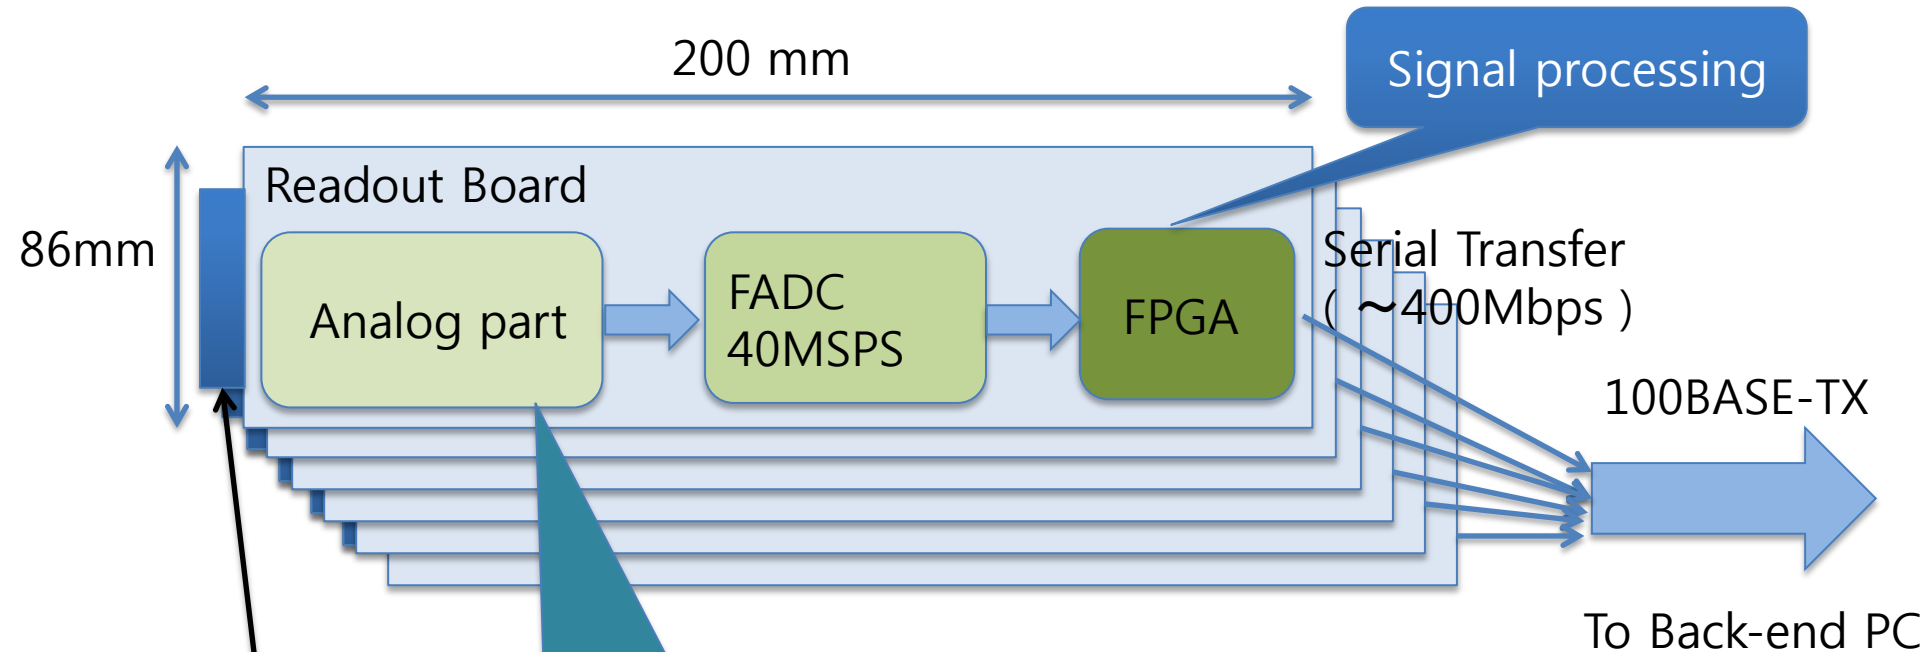 200 mm
Signal processing
Readout Board
86mm
Analog part
FADC
40MSPS
FPGA
Serial Transfer
( ～400Mbps )
100BASE-TX
To Back-end PC